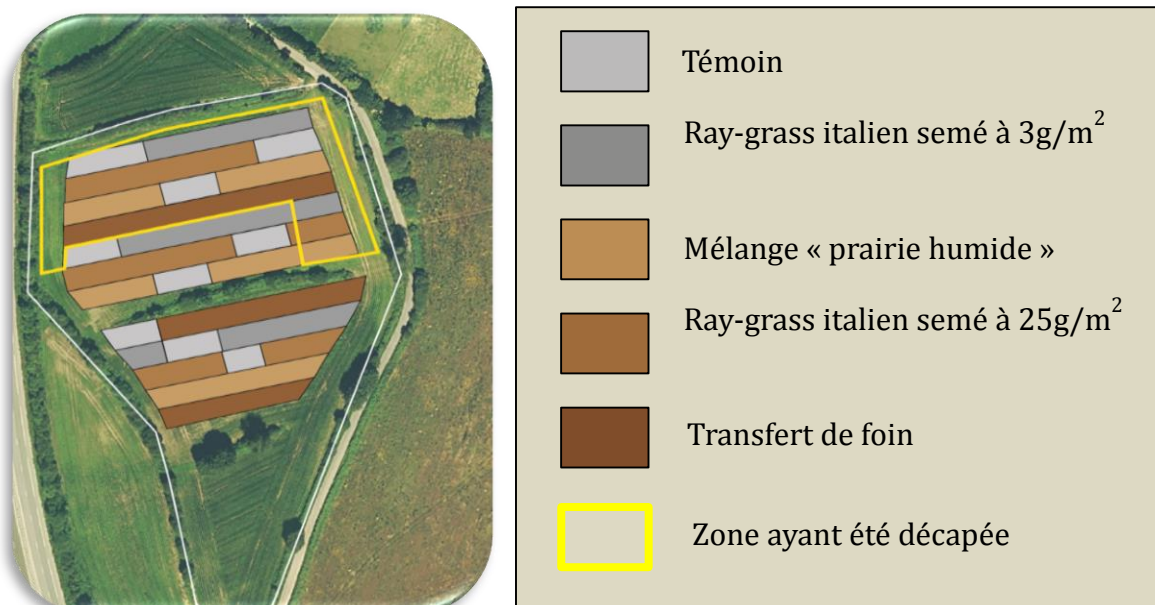 Témoin
Ray-grass italien semé à 3g/m²
Mélange « prairie humide »
Ray-grass italien semé à 25g/m²
Transfert de foin
Zone ayant été décapée